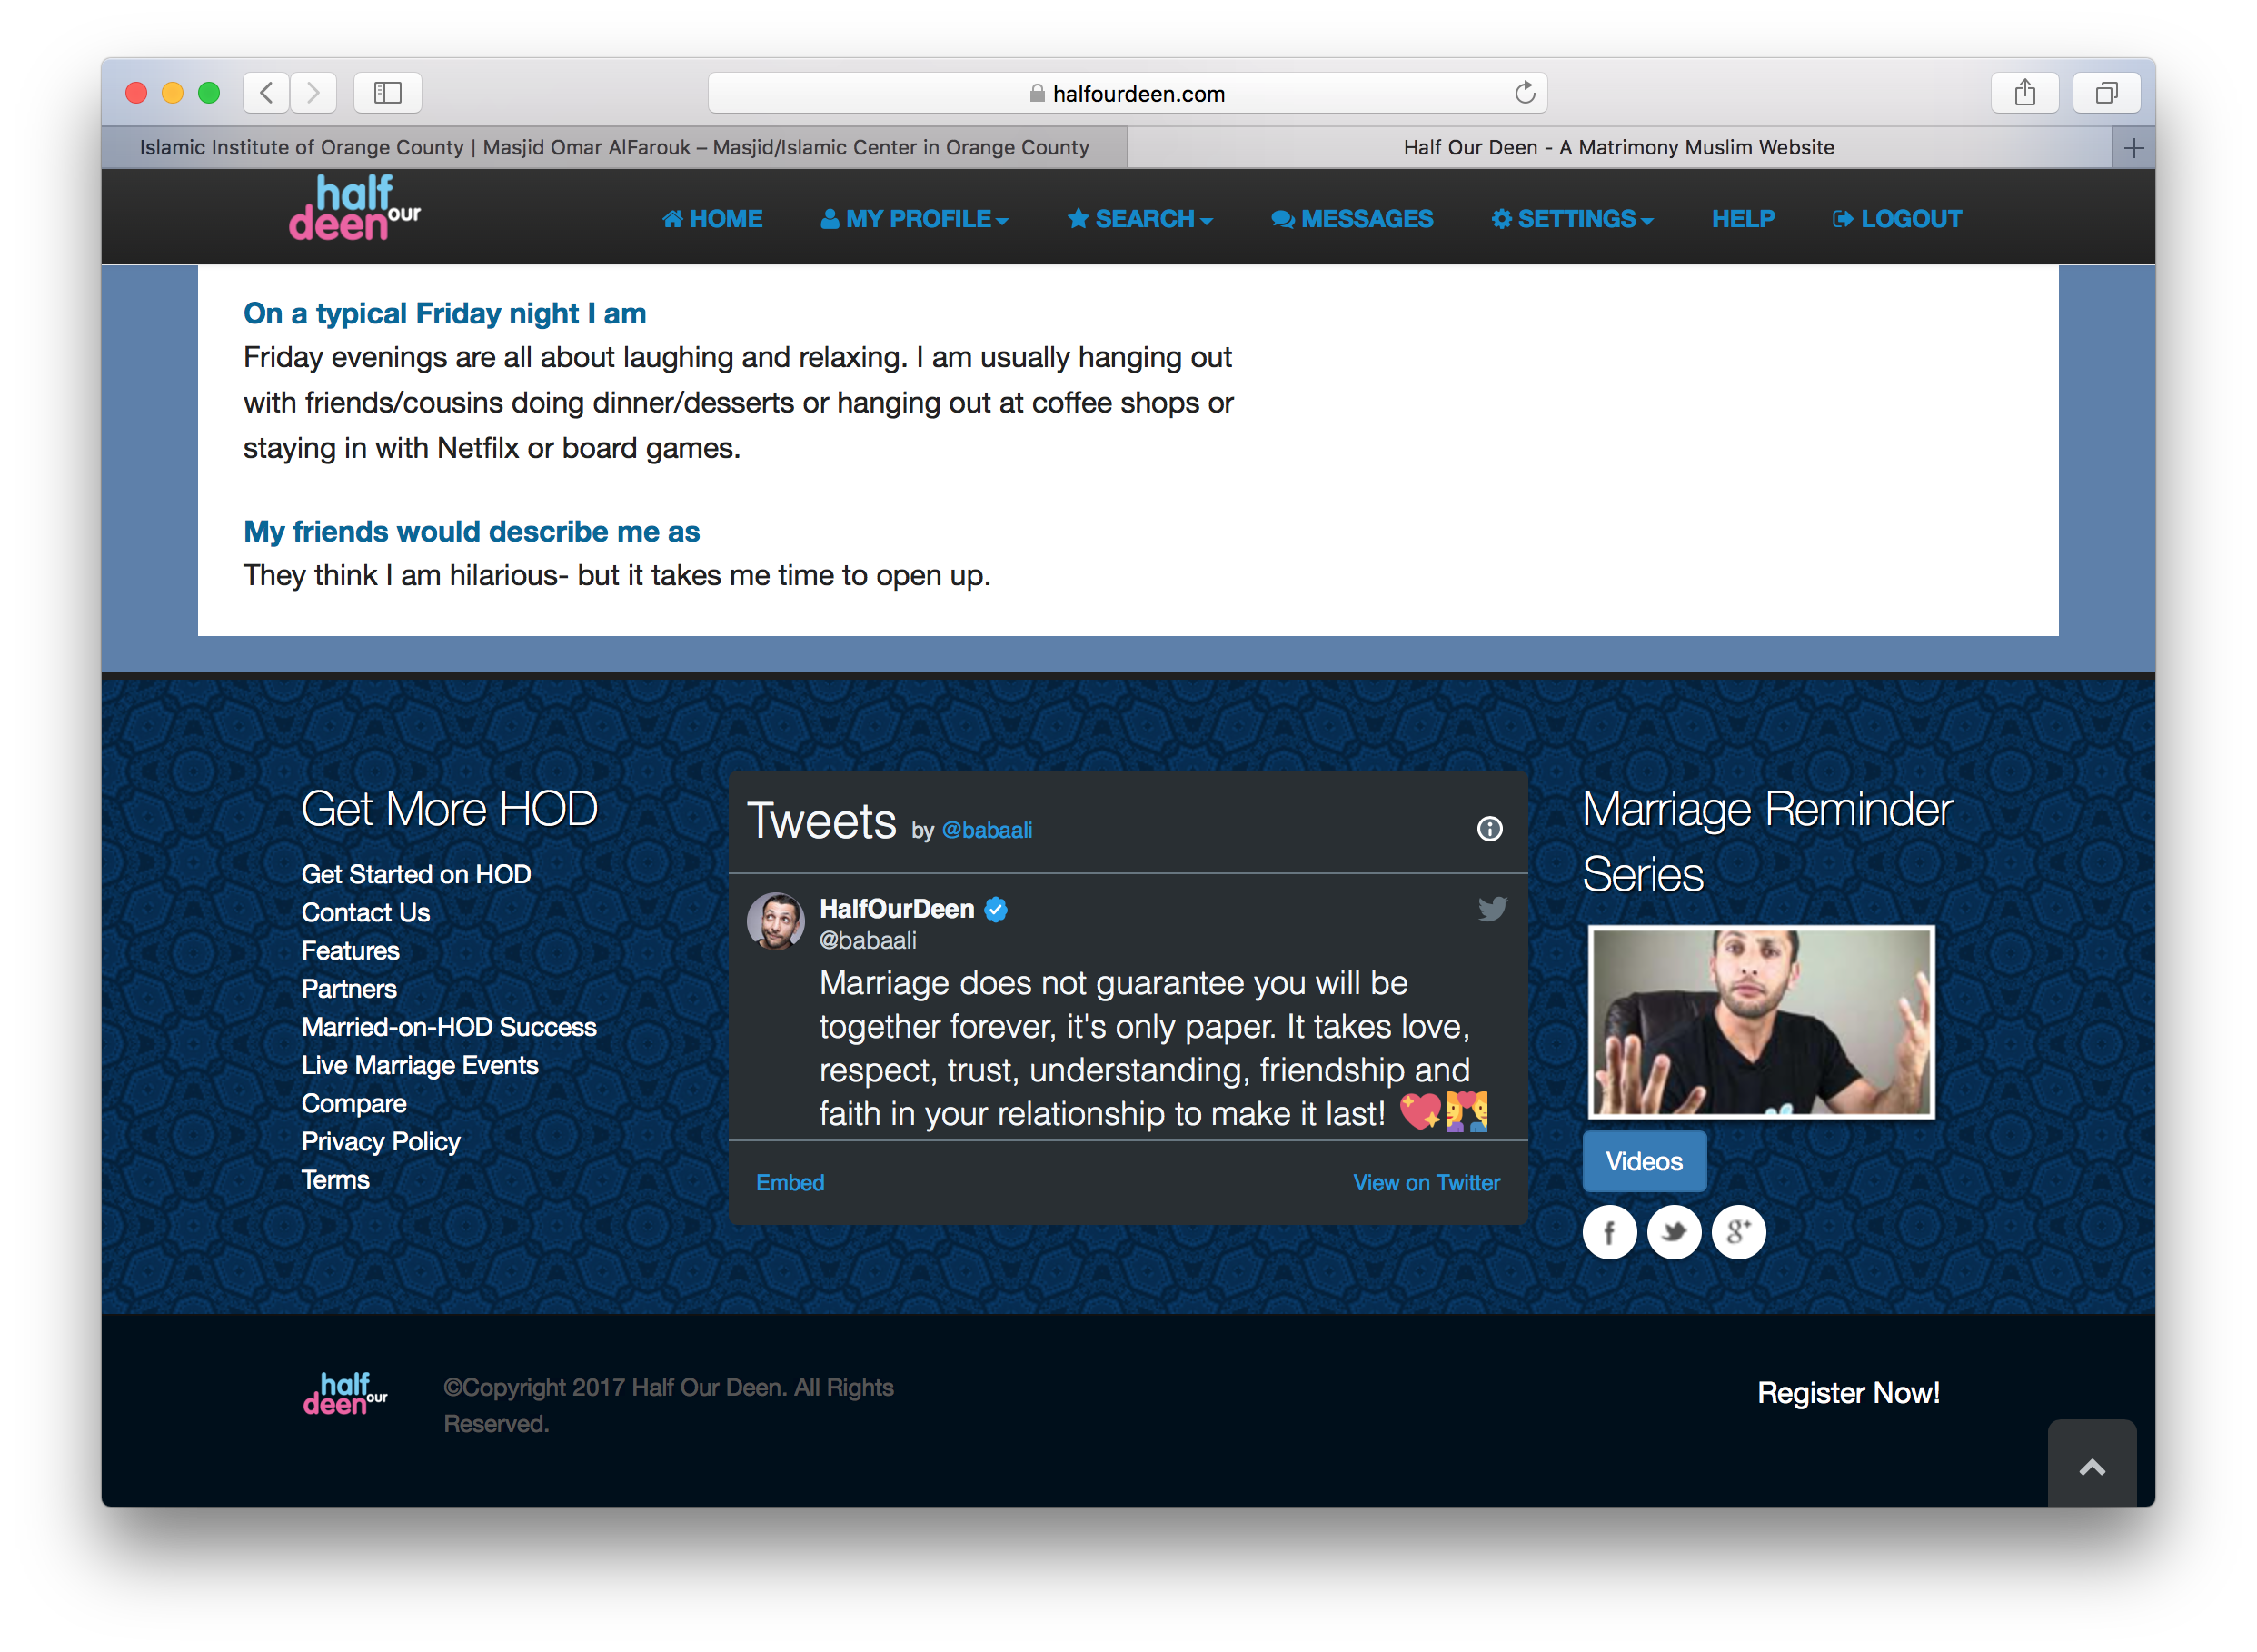 halfourdeen.com
Islamic Institute of Orange County | Masjid Omar AlFarouk – Masjid/Islamic Center in Orange County
Half Our Deen - A Matrimony Muslim Website
half
deen our
HOME MY PROFILE SEARCH MESSAGES SETTINGS HELP LOGOUT
On a typical Friday night I am
Friday evenings are all about laughing and relaxing. I am usually hanging out
with friends/cousins doing dinner/desserts or hanging out at coffee shops or
staying in with Netfilx or board games.
My friends would describe me as
They think I am hilarious- but it takes me time to open up.
Get More HOD
Get Started on HOD
Contact Us
Features
Partners
Married-on-HOD Success
Live Marriage Events
Compare
Privacy Policy
Terms
Tweets by @babaali
HalfOurDeen
@babaali
Marriage does not guarantee you will be
together forever, it's only paper. It takes love,
respect, trust, understanding, friendship and
faith in your relationship to make it last! 💖💑
Embed View on Twitter
Marriage Reminder
Series
Videos
f g+
half
deen our
©Copyright 2017 Half Our Deen. All Rights
Reserved.
Register Now!